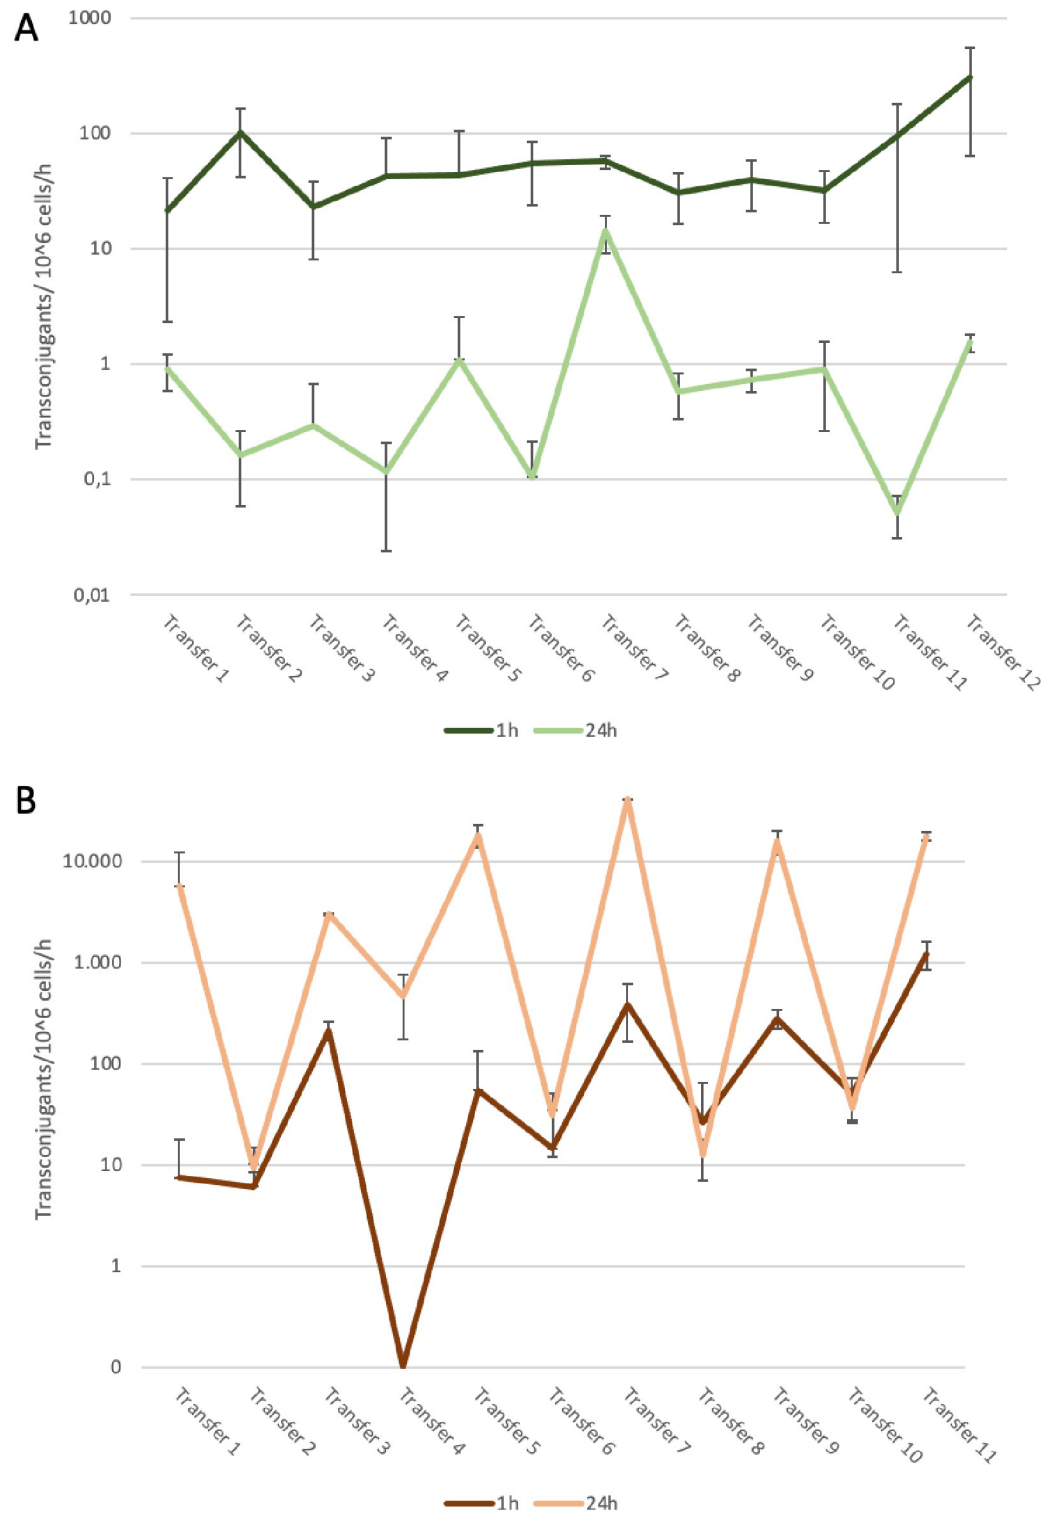 A
1000
100
10
1
0,1
0,01
Transconjugants/ 10^6 cells/h
Transfer 1
Transfer 2
Transfer 3
Transfer 4
Transfer 5
Transfer 6
Transfer 7
Transfer 8
Transfer 9
Transfer 10
Transfer 11
Transfer 12
1h 24h
B
10.000
1.000
100
10
1
0
Transconjugants/10^6 cells/h
Transfer 1
Transfer 2
Transfer 3
Transfer 4
Transfer 5
Transfer 6
Transfer 7
Transfer 8
Transfer 9
Transfer 10
Transfer 11
1h 24h